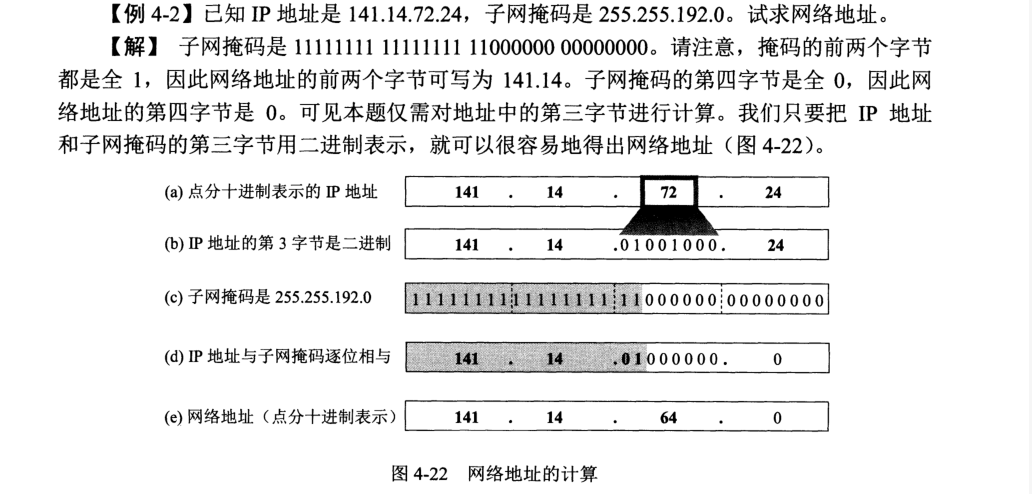 【例 4-2】已知 IP 地址是 141.14.72.24，子网掩码是 255.255.192.0。试求网络地址。
【解】 子网掩码是 11111111 11111111 11000000 00000000。请注意，掩码的前两个字节
都是全 1，因此网络地址的前两个字节可写为 141.14。子网掩码的第四字节是全 0，因此网
络地址的第四字节是 0。可见本题仅需对地址中的第三字节进行计算。我们只要把 IP 地址
和子网掩码的第三字节用二进制表示，就可以很容易地得出网络地址（图 4-22）。
(a) 点分十进制表示的 IP 地址 141 . 14 . 72 . 24
(b) IP 地址的第 3 字节是二进制 141 . 14 .01001000. 24
(c) 子网掩码是 255.255.192.0 11111111 11111111 11000000 00000000
(d) IP 地址与子网掩码逐位相与 141 . 14 .01000000. 0
(e) 网络地址（点分十进制表示） 141 . 14 . 64 . 0
图 4-22 网络地址的计算